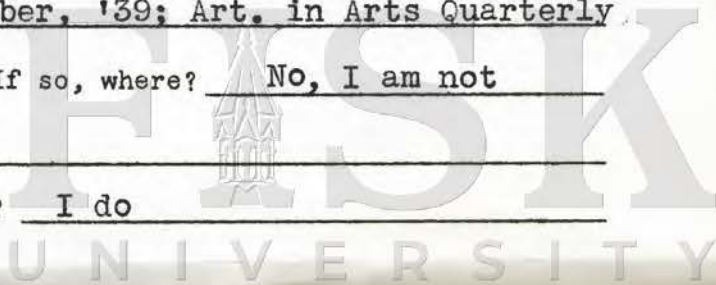 ber, '39; Art. in Arts Quarterly
If so, where? No, I am not
I do
FISK
UNIVERSITY